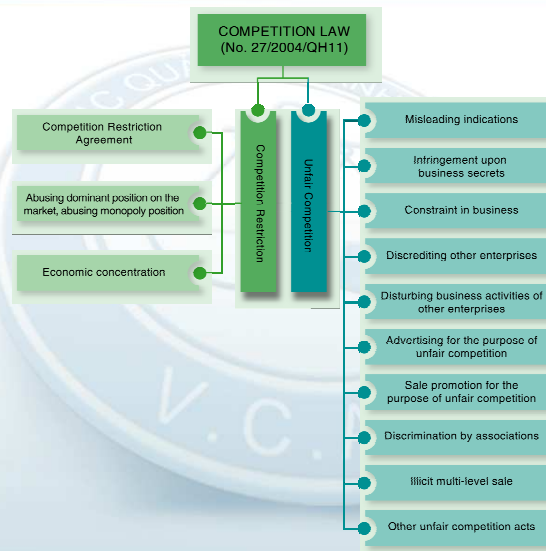 COMPETITION LAW
(No. 27/2004/QH11)
Competition Restriction
Agreement
Abusing dominant position on the
market, abusing monopoly position
Economic concentration
Competition Restriction
Unfair Competition
Misleading indications
Infringement upon
business secrets
Constraint in business
Discrediting other enterprises
Disturbing business activities of
other enterprises
Advertising for the purpose of
unfair competition
Sale promotion for the
purpose of unfair competition
Discrimination by associations
Illicit multi-level sale
Other unfair competition acts